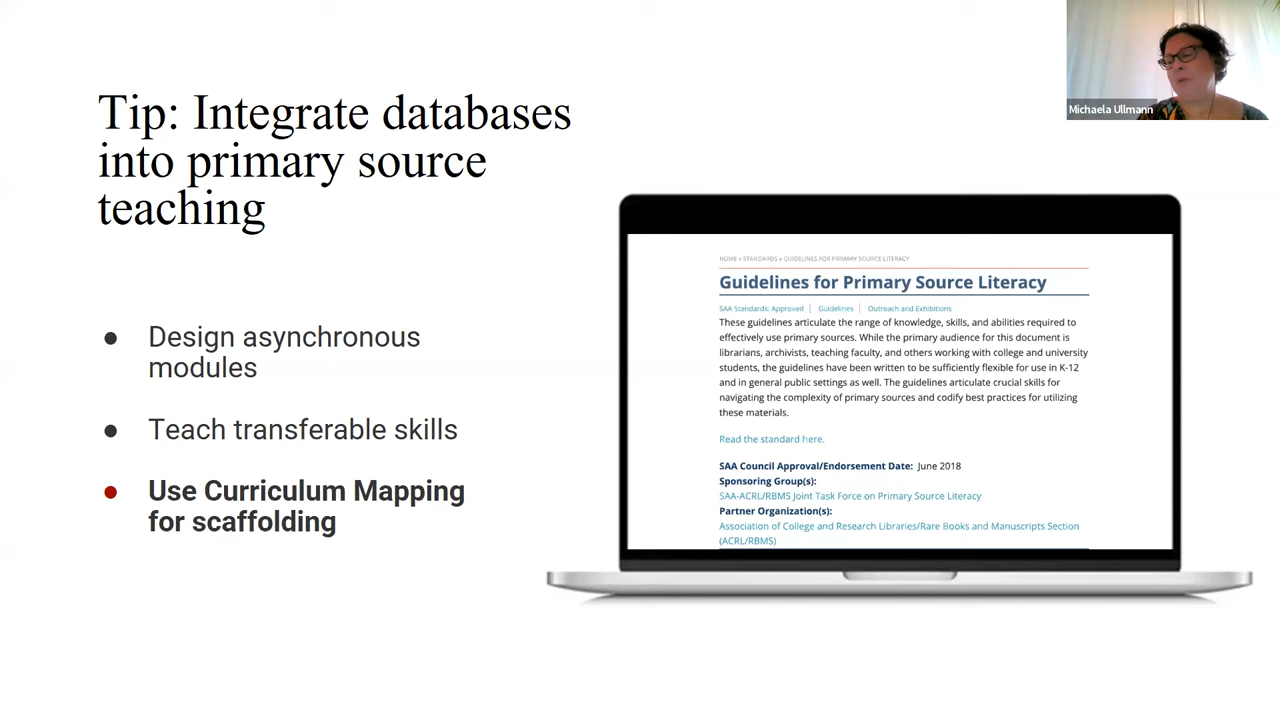 Tip: Integrate databases
into primary source
teaching
Design asynchronous
modules
Teach transferable skills
Use Curriculum Mapping
for scaffolding
Michaela Ullmann
HOME » STANDARDS » GUIDELINES FOR PRIMARY SOURCE LITERACY
Guidelines for Primary Source Literacy
SAA Standards: Approved | Guidelines | Outreach and Exhibitions
These guidelines articulate the range of knowledge, skills, and abilities required to
effectively use primary sources. While the primary audience for this document is
librarians, archivists, teaching faculty, and others working with college and university
students, the guidelines have been written to be sufficiently flexible for use in K-12
and in general public settings as well. The guidelines articulate crucial skills for
navigating the complexity of primary sources and codify best practices for utilizing
these materials.
Read the standard here.
SAA Council Approval/Endorsement Date: June 2018
Sponsoring Group(s):
SAA-ACRL/RBMS Joint Task Force on Primary Source Literacy
Partner Organization(s):
Association of College and Research Libraries/Rare Books and Manuscripts Section
(ACRL/RBMS)